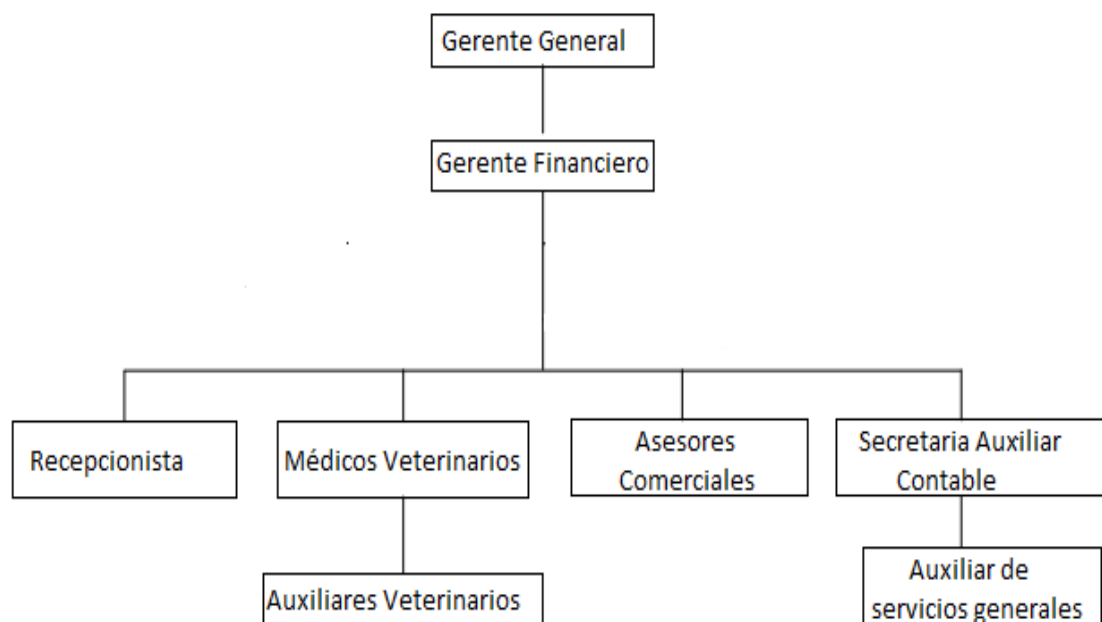 Gerente General
Gerente Financiero
Recepcionista
Médicos Veterinarios
Asesores
Comerciales
Secretaria Auxiliar
Contable
Auxiliares Veterinarios
Auxiliar de
servicios generales